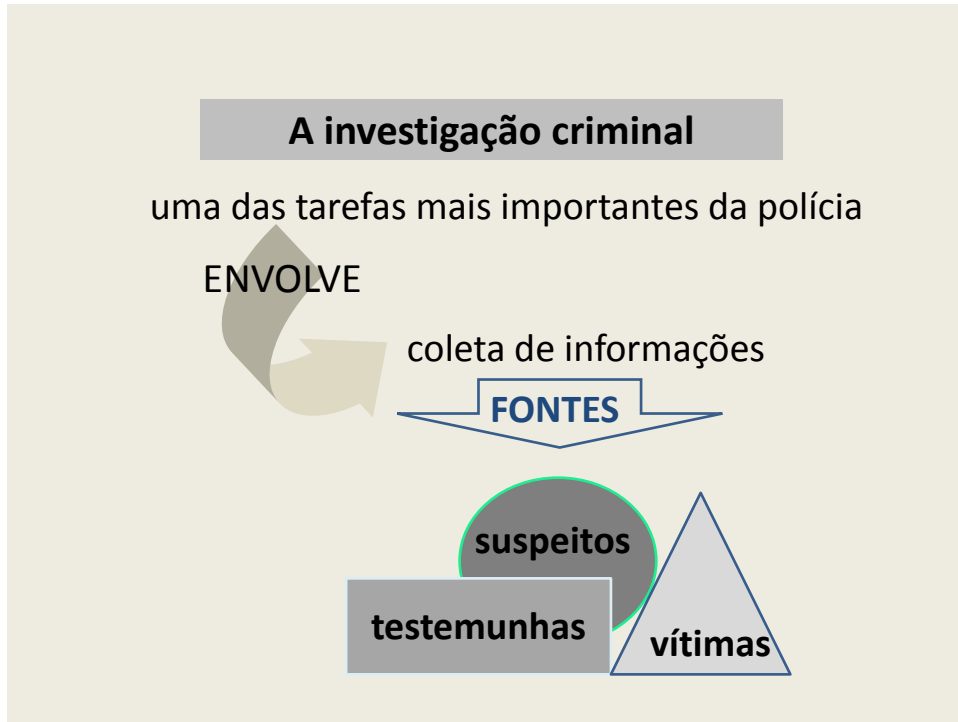 A investigação criminal
uma das tarefas mais importantes da polícia
ENVOLVE
coleta de informações
FONTES
suspeitos
testemunhas
vítimas